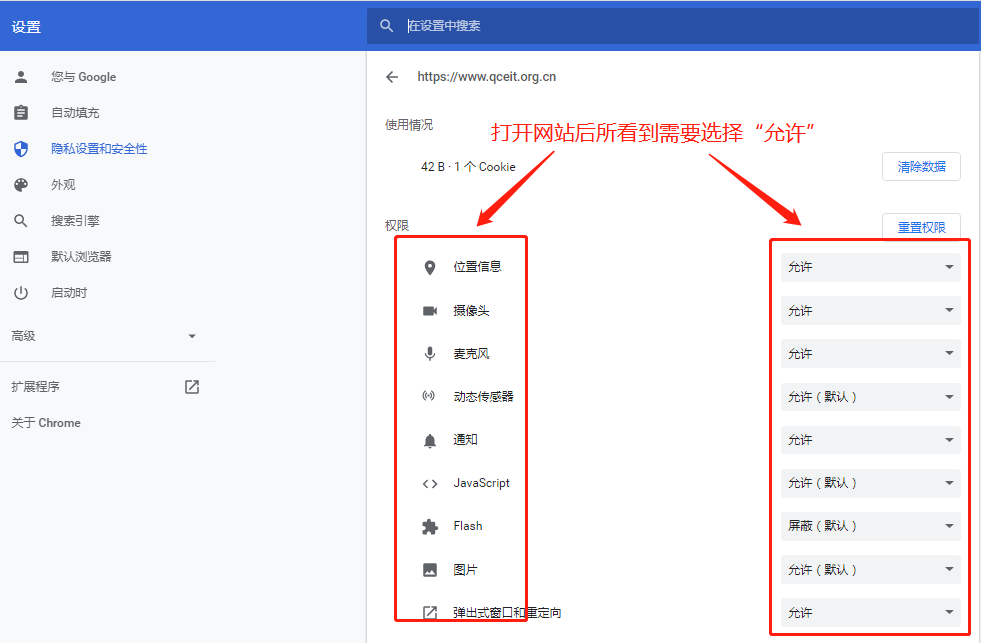 设置
在设置中搜索
您与 Google
自动填充
隐私设置和安全性
外观
搜索引擎
默认浏览器
启动时
高级
扩展程序
关于 Chrome
https://www.qceit.org.cn
使用情况
打开网站后所看到需要选择“允许”
42 B · 1 个 Cookie
清除数据
权限
重置权限
位置信息
允许
摄像头
允许
麦克风
允许
动态传感器
允许（默认）
通知
允许
JavaScript
允许（默认）
Flash
屏蔽（默认）
图片
允许（默认）
弹出式窗口和重定向
允许